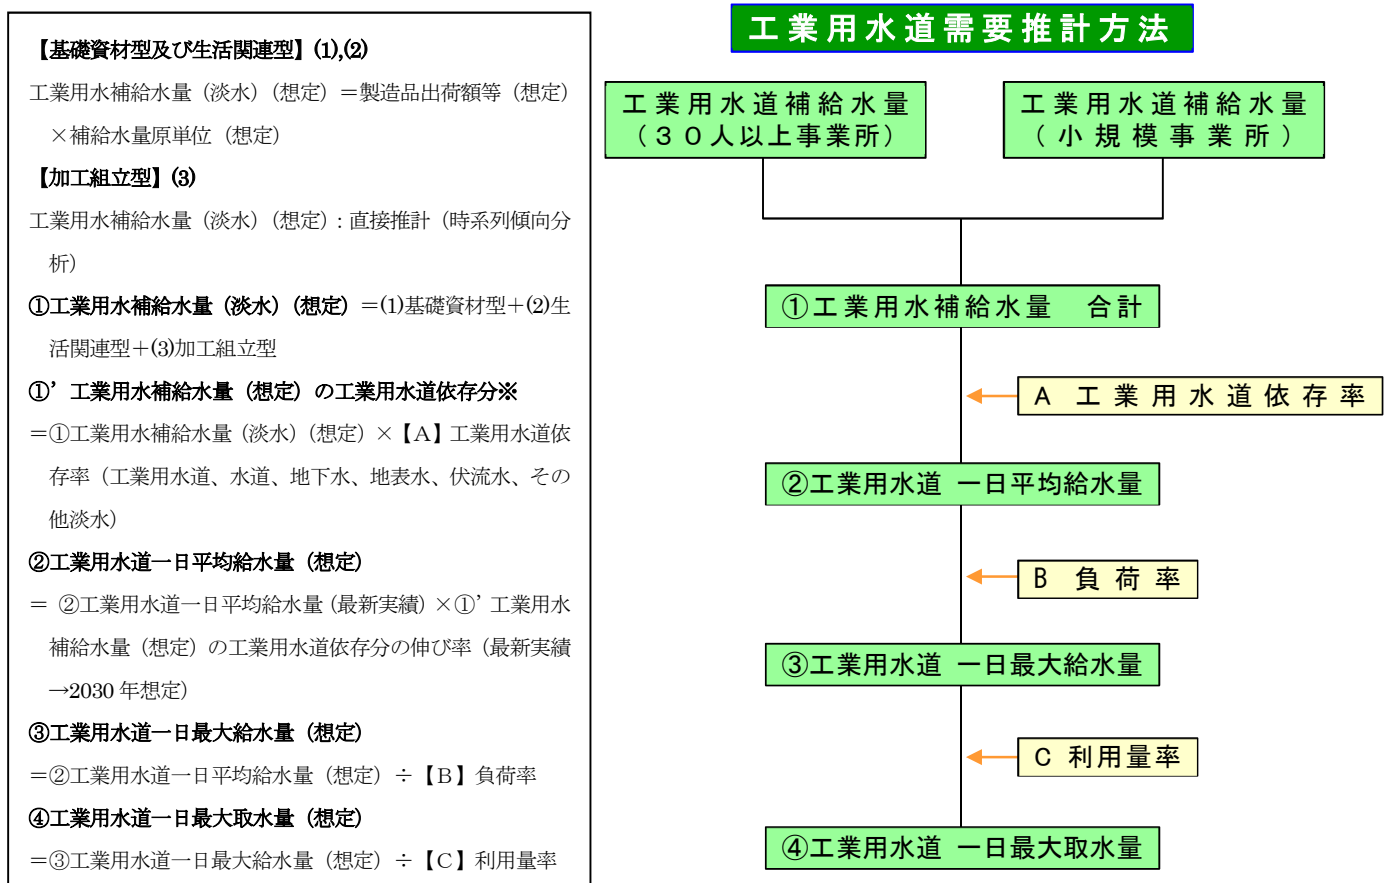 【基礎資材型及び生活関連型】(1),(2)
工業用水補給水量（淡水）（想定）＝製造品出荷額等（想定）
×補給水量原単位（想定）
【加工組立型】(3)
工業用水補給水量（淡水）（想定）：直接推計（時系列傾向分
析）
①工業用水補給水量（淡水）（想定）＝(1)基礎資材型＋(2)生
活関連型＋(3)加工組立型
①’工業用水補給水量（想定）の工業用水道依存分※
＝①工業用水補給水量（淡水）（想定）×【A】工業用水道依
存率（工業用水道、水道、地下水、地表水、伏流水、その
他淡水）
②工業用水道一日平均給水量（想定）
＝ ②工業用水道一日平均給水量（最新実績）×①’工業用水
補給水量（想定）の工業用水道依存分の伸び率（最新実績
→2030 年想定）
③工業用水道一日最大給水量（想定）
＝②工業用水道一日平均給水量（想定）÷【B】負荷率
④工業用水道一日最大取水量（想定）
＝③工業用水道一日最大給水量（想定）÷【C】利用量率
工業用水道需要推計方法
工業用水道補給水量
（３０人以上事業所）
工業用水道補給水量
（小規模事業所）
①工業用水補給水量　合計
A 工業用水道依存率
②工業用水道 一日平均給水量
B 負荷率
③工業用水道 一日最大給水量
C 利用量率
④工業用水道 一日最大取水量